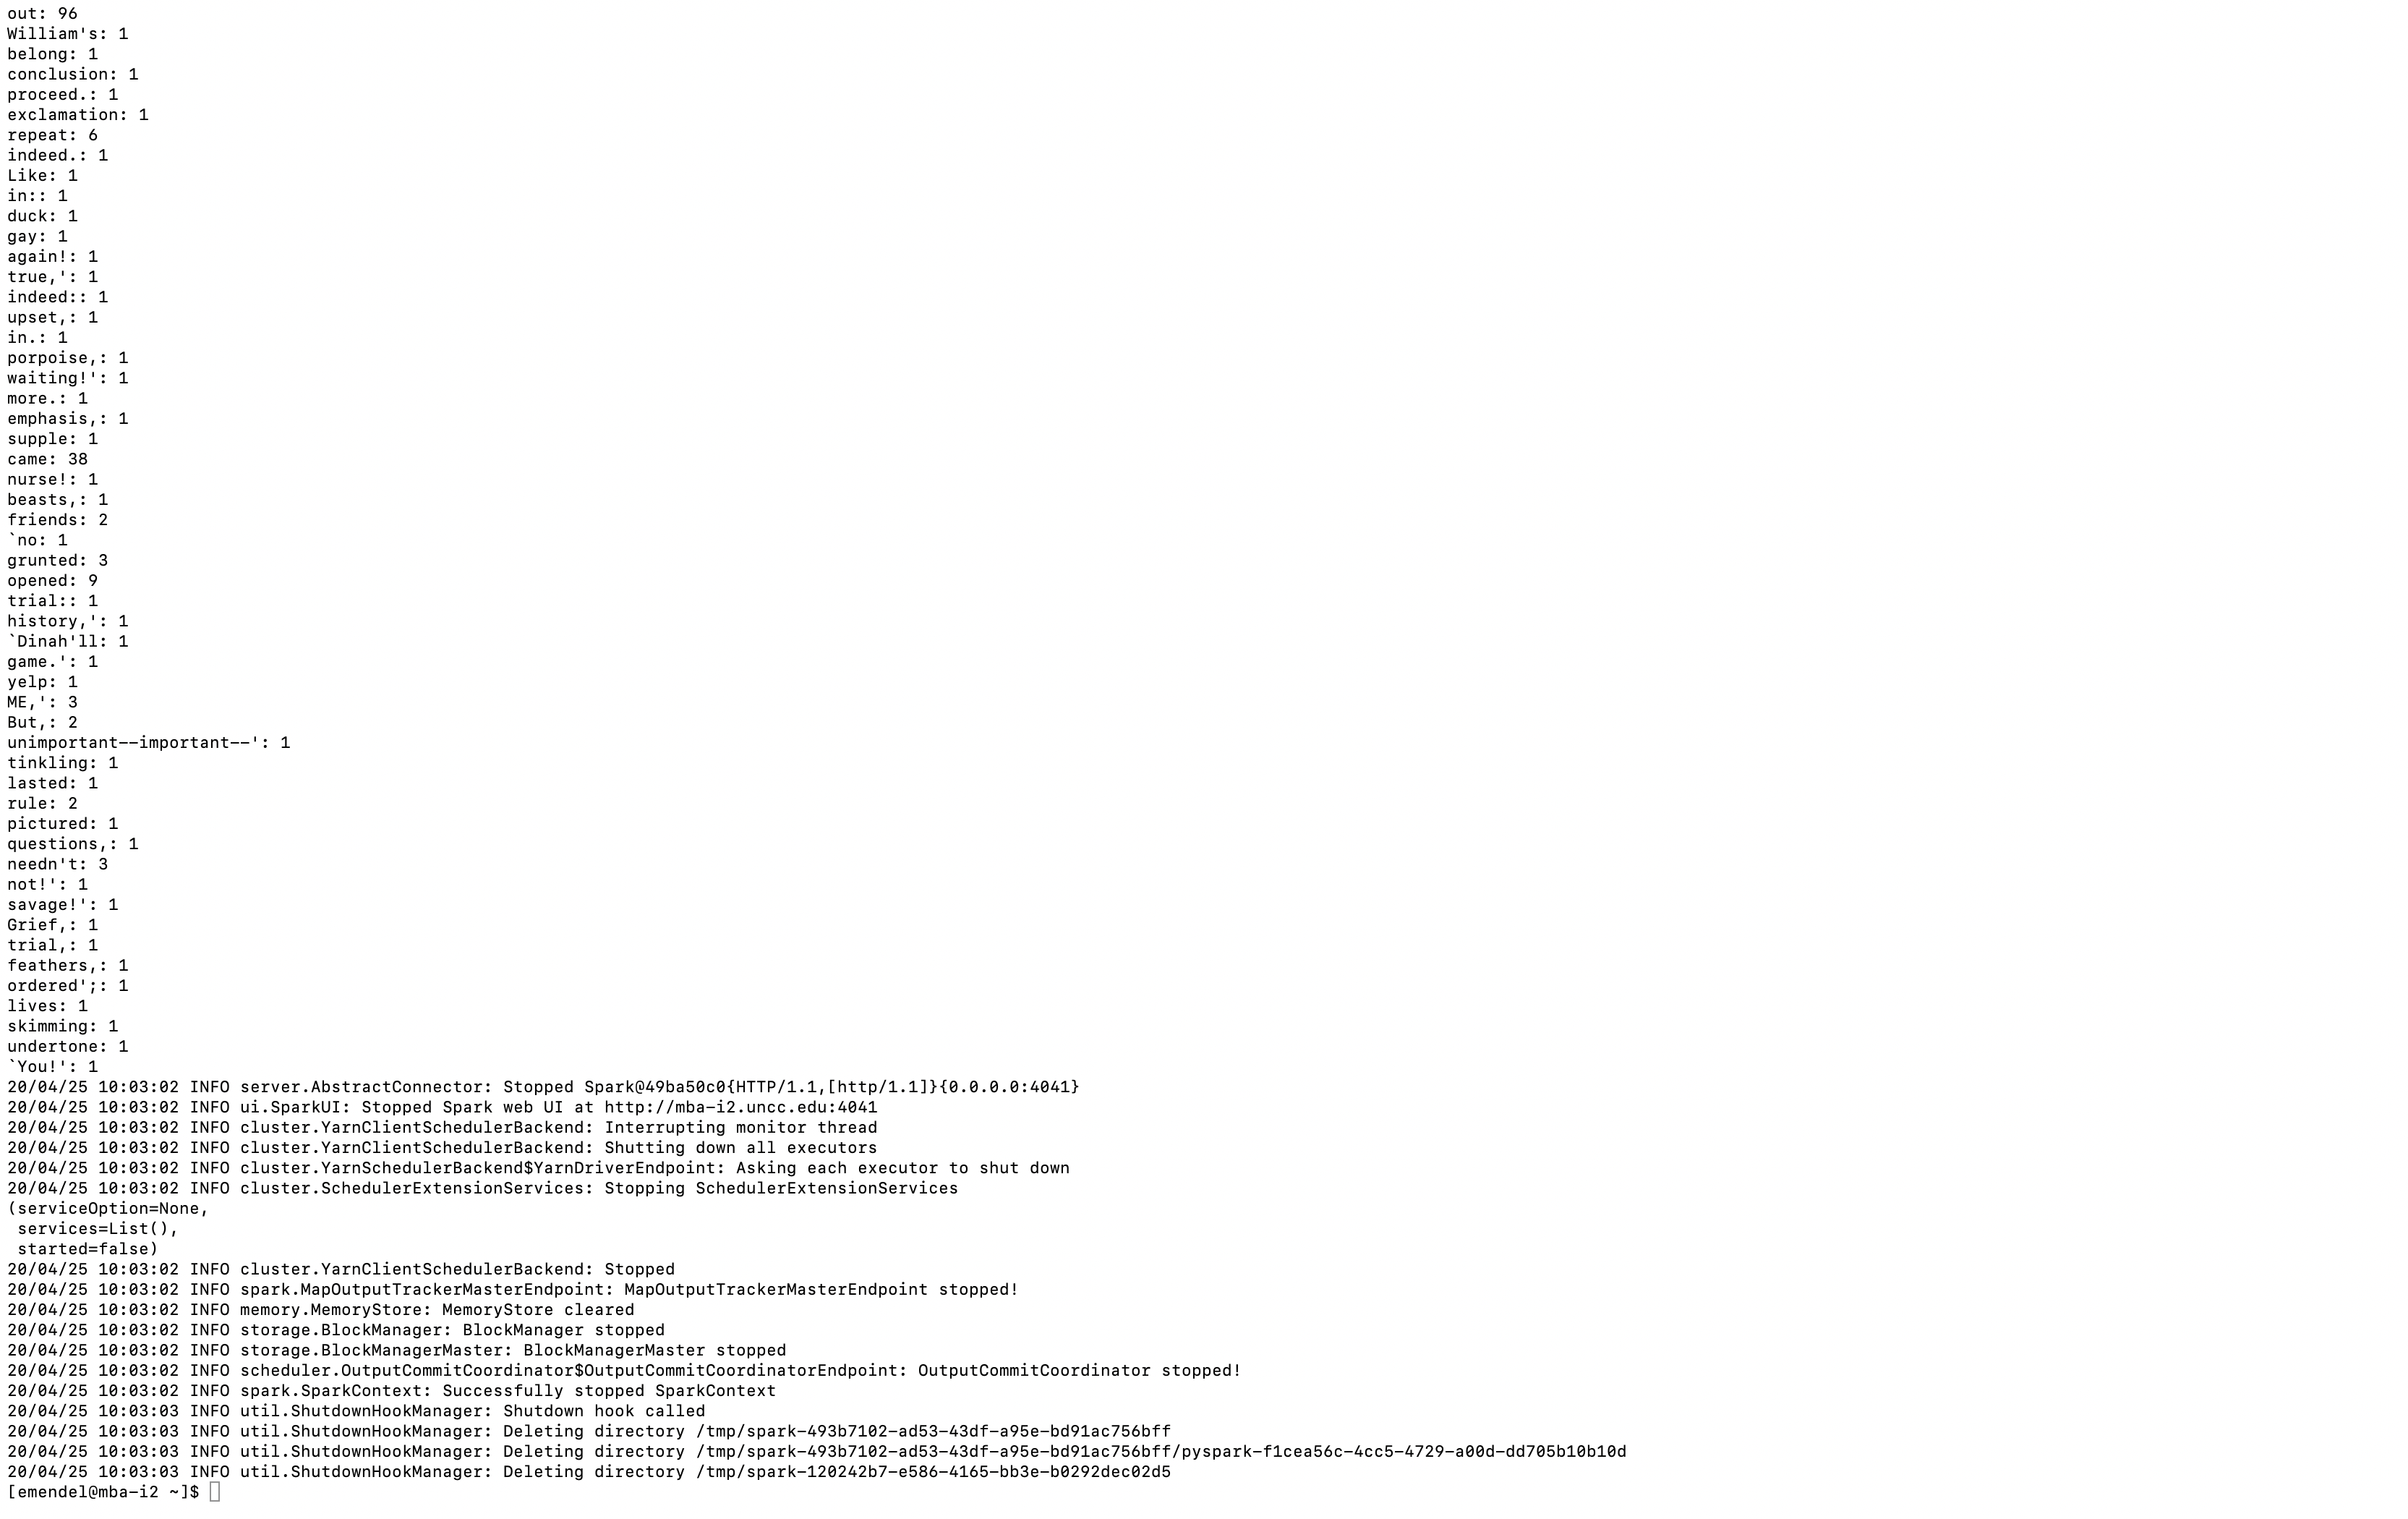 out: 96
William's: 1
belong: 1
conclusion: 1
proceed.: 1
exclamation: 1
repeat: 6
indeed.: 1
Like: 1
in:: 1
duck: 1
gay: 1
again!: 1
true,': 1
indeed:: 1
upset,: 1
in.: 1
porpoise,: 1
waiting!': 1
more.: 1
emphasis,: 1
supple: 1
came: 38
nurse!: 1
beasts,: 1
friends: 2
`no: 1
grunted: 3
opened: 9
trial:: 1
history,': 1
`Dinah'll: 1
game.': 1
yelp: 1
ME,': 3
But,: 2
unimportant--important--': 1
tinkling: 1
lasted: 1
rule: 2
pictured: 1
questions,: 1
needn't: 3
not!': 1
savage!': 1
Grief,: 1
trial,: 1
feathers,: 1
ordered';: 1
lives: 1
skimming: 1
undertone: 1
`You!': 1
20/04/25 10:03:02 INFO server.AbstractConnector: Stopped Spark@49ba50c0{HTTP/1.1,[http/1.1]}{0.0.0.0:4041}
20/04/25 10:03:02 INFO ui.SparkUI: Stopped Spark web UI at http://mba-i2.uncc.edu:4041
20/04/25 10:03:02 INFO cluster.YarnClientSchedulerBackend: Interrupting monitor thread
20/04/25 10:03:02 INFO cluster.YarnClientSchedulerBackend: Shutting down all executors
20/04/25 10:03:02 INFO cluster.YarnSchedulerBackend$YarnDriverEndpoint: Asking each executor to shut down
20/04/25 10:03:02 INFO cluster.SchedulerExtensionServices: Stopping SchedulerExtensionServices
(serviceOption=None,
 services=List(),
 started=false)
20/04/25 10:03:02 INFO cluster.YarnClientSchedulerBackend: Stopped
20/04/25 10:03:02 INFO spark.MapOutputTrackerMasterEndpoint: MapOutputTrackerMasterEndpoint stopped!
20/04/25 10:03:02 INFO memory.MemoryStore: MemoryStore cleared
20/04/25 10:03:02 INFO storage.BlockManager: BlockManager stopped
20/04/25 10:03:02 INFO storage.BlockManagerMaster: BlockManagerMaster stopped
20/04/25 10:03:02 INFO scheduler.OutputCommitCoordinator$OutputCommitCoordinatorEndpoint: OutputCommitCoordinator stopped!
20/04/25 10:03:02 INFO spark.SparkContext: Successfully stopped SparkContext
20/04/25 10:03:03 INFO util.ShutdownHookManager: Shutdown hook called
20/04/25 10:03:03 INFO util.ShutdownHookManager: Deleting directory /tmp/spark-493b7102-ad53-43df-a95e-bd91ac756bff
20/04/25 10:03:03 INFO util.ShutdownHookManager: Deleting directory /tmp/spark-493b7102-ad53-43df-a95e-bd91ac756bff/pyspark-f1cea56c-4cc5-4729-a00d-dd705b10b10d
20/04/25 10:03:03 INFO util.ShutdownHookManager: Deleting directory /tmp/spark-120242b7-e586-4165-bb3e-b0292dec02d5
[emendel@mba-i2 ~]$